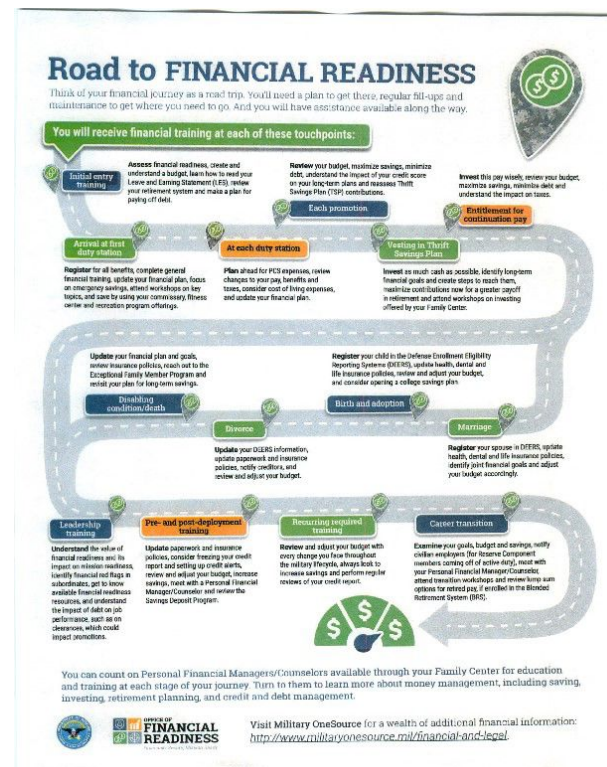 Road to FINANCIAL READINESS
Think of your financial journey as a road trip. You'll need a plan to get there, regular fill-ups and
maintenance to get where you need to go. And you will have assistance available along the way.
You will receive financial training at each of these touchpoints:
Initial entry
training
Assess financial readiness, create and
understand a budget, learn how to read your
Leave and Earning Statement (LES), review
your retirement system and make a plan for
paying off debt.
Review your budget, maximize savings, minimize
debt, understand the impact of your credit score
on your long-term plans and reassess Thrift
Savings Plan (TSP) contributions.
Each promotion
Invest this pay wisely, review your budget,
maximize savings, minimize debt and
understand the impact on taxes.
Entitlement for
continuation pay
Arrival at first
duty station
Register for all benefits, complete general
financial training, update your financial plan, focus
on emergency savings, attend workshops on key
topics, and save by using your commissary, fitness
center and recreation program offerings.
At each duty station
Plan ahead for PCS expenses, review
changes to your pay, benefits and
taxes, consider cost of living expenses,
and update your financial plan.
Vesting in Thrift
Savings Plan
Invest as much cash as possible, identify long-term
financial goals and create steps to reach them,
maximize contributions now for a greater payoff
in retirement and attend workshops on investing
offered by your Family Center.
Update your financial plan and goals,
review insurance policies, reach out to the
Exceptional Family Member Program and
revisit your plan for long-term savings.
Disabling
condition/death
Divorce
Update your DEERS information,
update paperwork and insurance
policies, notify creditors, and
review and adjust your budget.
Register your child in the Defense Enrollment Eligibility
Reporting Systems (DEERS), update health, dental and
life insurance policies, review and adjust your budget,
and consider opening a college savings plan.
Birth and adoption
Marriage
Register your spouse in DEERS, update
health, dental and life insurance policies,
identify joint financial goals and adjust
your budget accordingly.
Leadership
training
Understand the value of
financial readiness and its
impact on mission readiness,
identify financial red flags in
subordinates, get to know
available financial readiness
resources, and understand
the impact of debt on job
performance, such as on
clearances, which could
impact promotions.
Pre- and post-deployment
training
Update paperwork and insurance
policies, consider freezing your credit
report and setting up credit alerts,
review and adjust your budget, increase
savings, meet with a Personal Financial
Manager/Counselor and review the
Savings Deposit Program.
Recurring required
training
Review and adjust your budget with
every change you face throughout
the military lifecycle, always look to
increase savings and perform regular
reviews of your credit report.
Career transition
Examine your goals, budget and savings, notify
civilian employers (for Reserve Component
members coming off of active duty), meet with
your Personal Financial Manager/Counselor,
attend transition workshops and review lump sum
options for retired pay, if enrolled in the Blended
Retirement System (BRS).
$ $ $
You can count on Personal Financial Managers/Counselors available through your Family Center for education
and training at each stage of your journey. Turn to them to learn more about money management, including saving,
investing, retirement planning, and credit and debt management.
OFFICE OF
FINANCIAL
READINESS
Visit Military OneSource for a wealth of additional financial information:
http://www.militaryonesource.mil/financial-and-legal.